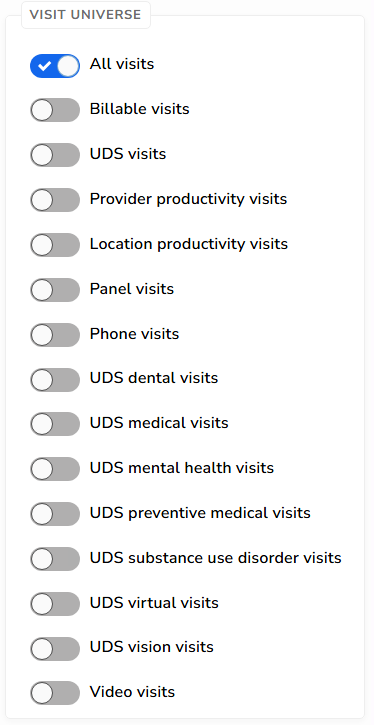 VISIT UNIVERSE
All visits
Billable visits
UDS visits
Provider productivity visits
Location productivity visits
Panel visits
Phone visits
UDS dental visits
UDS medical visits
UDS mental health visits
UDS preventive medical visits
UDS substance use disorder visits
UDS virtual visits
UDS vision visits
Video visits